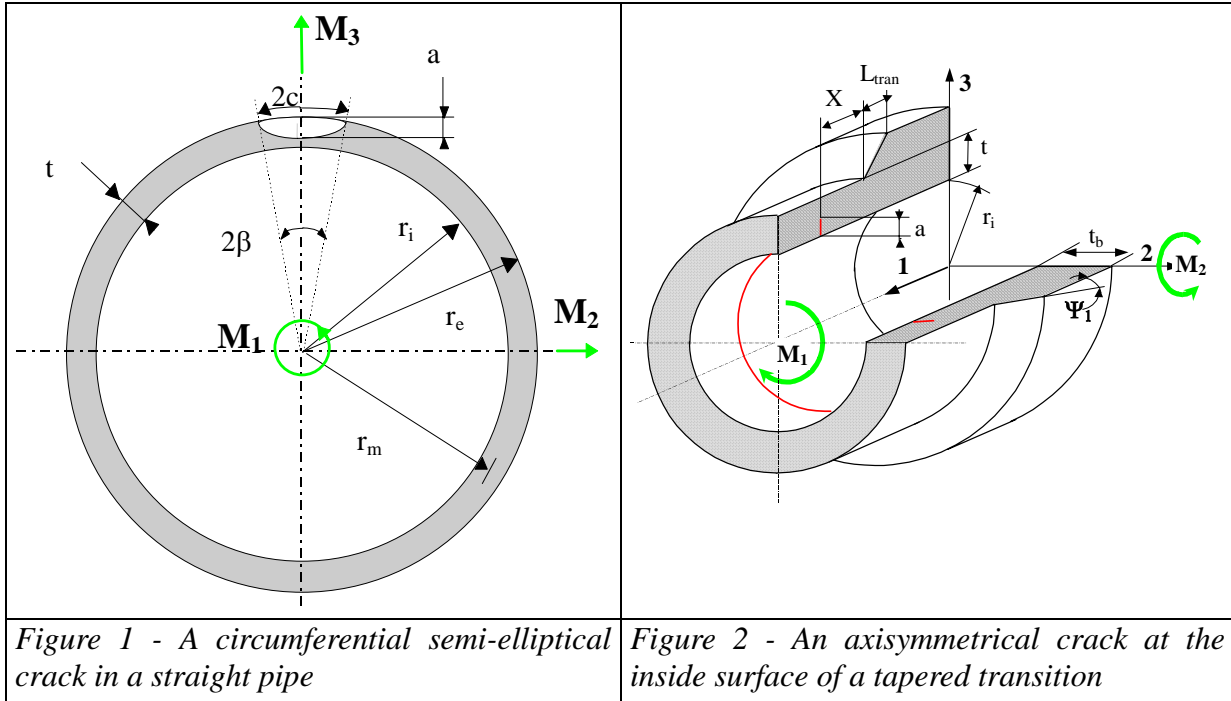 M3
a
2c
t
2β
ri
re
M1
M2
rm
Ltran
3
X
t
ri
a
tb
1
2
M2
Ψ1
M1
Figure 1 - A circumferential semi-elliptical
crack in a straight pipe
Figure 2 - An axisymmetrical crack at the
inside surface of a tapered transition